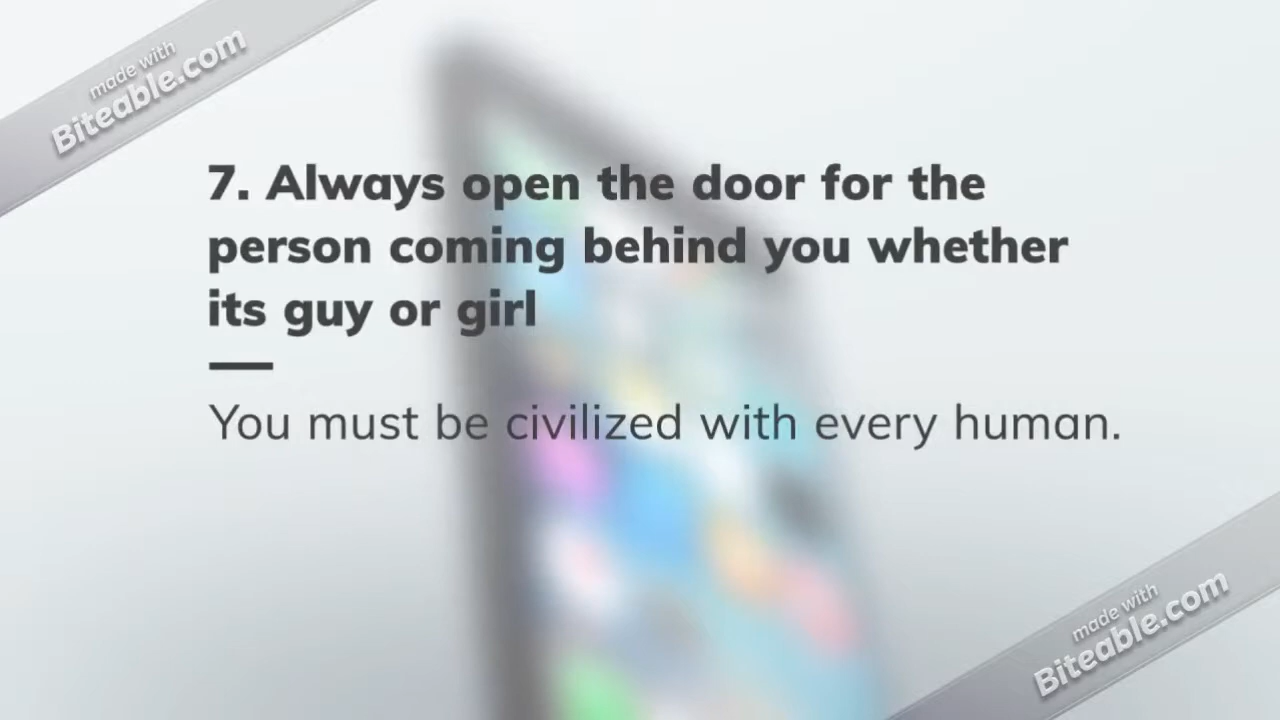 made with
Biteable.com
7. Always open the door for the
person coming behind you whether
its guy or girl
You must be civilized with every human.
made with
Biteable.com